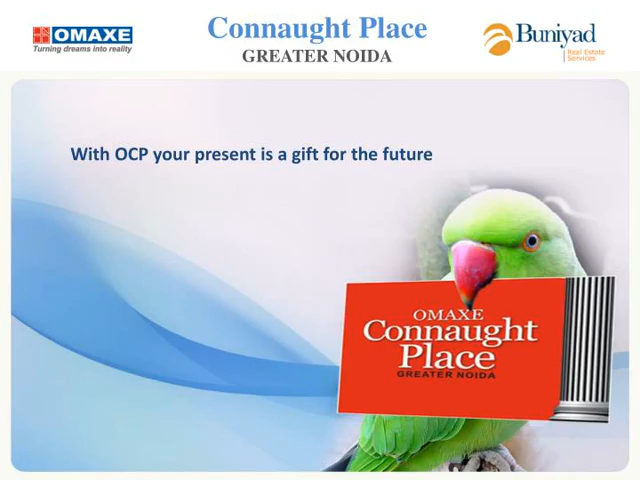 OMAXE
Turning dreams into reality
Connaught Place
GREATER NOIDA
Buniyad
Real Estate
Services
With OCP your present is a gift for the future
OMAXE
Connaught
Place
GREATER NOIDA